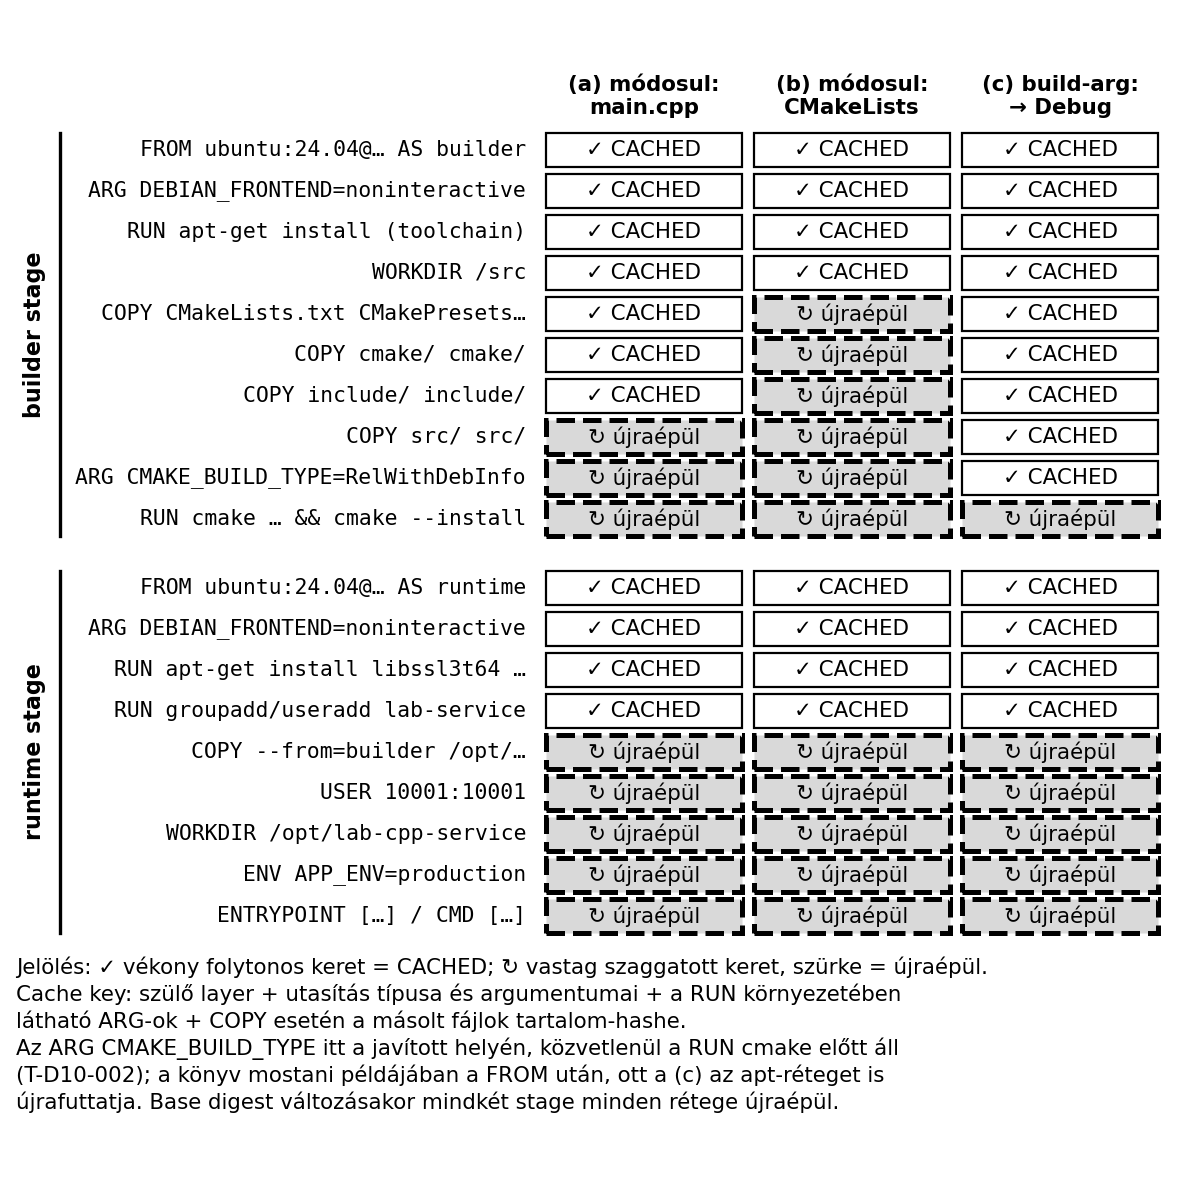 (a) módosul: (b) módosul: (c) build-arg:
main.cpp CMakeLists → Debug
builder stage
FROM ubuntu:24.04@… AS builder ✓ CACHED ✓ CACHED ✓ CACHED
ARG DEBIAN_FRONTEND=noninteractive ✓ CACHED ✓ CACHED ✓ CACHED
RUN apt-get install (toolchain) ✓ CACHED ✓ CACHED ✓ CACHED
WORKDIR /src ✓ CACHED ✓ CACHED ✓ CACHED
COPY CMakeLists.txt CMakePresets… ✓ CACHED ↻ újraépül ✓ CACHED
COPY cmake/ cmake/ ✓ CACHED ↻ újraépül ✓ CACHED
COPY include/ include/ ✓ CACHED ↻ újraépül ✓ CACHED
COPY src/ src/ ↻ újraépül ↻ újraépül ✓ CACHED
ARG CMAKE_BUILD_TYPE=RelWithDebInfo ↻ újraépül ↻ újraépül ✓ CACHED
RUN cmake … && cmake --install ↻ újraépül ↻ újraépül ↻ újraépül
runtime stage
FROM ubuntu:24.04@… AS runtime ✓ CACHED ✓ CACHED ✓ CACHED
ARG DEBIAN_FRONTEND=noninteractive ✓ CACHED ✓ CACHED ✓ CACHED
RUN apt-get install libssl3t64 … ✓ CACHED ✓ CACHED ✓ CACHED
RUN groupadd/useradd lab-service ✓ CACHED ✓ CACHED ✓ CACHED
COPY --from=builder /opt/… ↻ újraépül ↻ újraépül ↻ újraépül
USER 10001:10001 ↻ újraépül ↻ újraépül ↻ újraépül
WORKDIR /opt/lab-cpp-service ↻ újraépül ↻ újraépül ↻ újraépül
ENV APP_ENV=production ↻ újraépül ↻ újraépül ↻ újraépül
ENTRYPOINT […] / CMD […] ↻ újraépül ↻ újraépül ↻ újraépül
Jelölés: ✓ vékony folytonos keret = CACHED; ↻ vastag szaggatott keret, szürke = újraépül.
Cache key: szülő layer + utasítás típusa és argumentumai + a RUN környezetében
látható ARG-ok + COPY esetén a másolt fájlok tartalom-hashe.
Az ARG CMAKE_BUILD_TYPE itt a javított helyén, közvetlenül a RUN cmake előtt áll
(T-D10-002); a könyv mostani példájában a FROM után, ott a (c) az apt-réteget is
újrafuttatja. Base digest változásakor mindkét stage minden rétege újraépül.